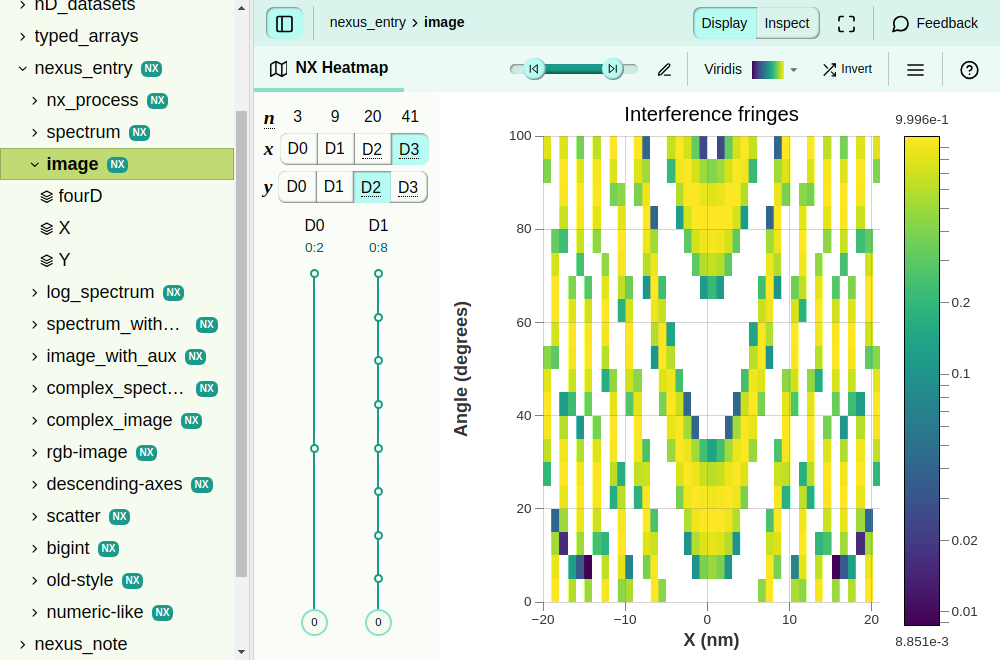 nD_datasets
typed_arrays
nexus_entry NX
nx_process NX
spectrum NX
image NX
fourD
X
Y
log_spectrum NX
spectrum_with… NX
image_with_aux NX
complex_spect… NX
complex_image NX
rgb-image NX
descending-axes NX
scatter NX
bigint NX
old-style NX
numeric-like NX
nexus_note
nexus_entry › image
Display Inspect
Feedback
NX Heatmap
Viridis
Invert
n 3 9 20 41
x D0 D1 D2 D3
y D0 D1 D2 D3
D0 D1
0:2 0:8
0 0
Interference fringes
9.996e-1
100
80
60
40
20
0
Angle (degrees)
−20 −10 0 10 20
X (nm)
0.2
0.1
0.02
0.01
8.851e-3